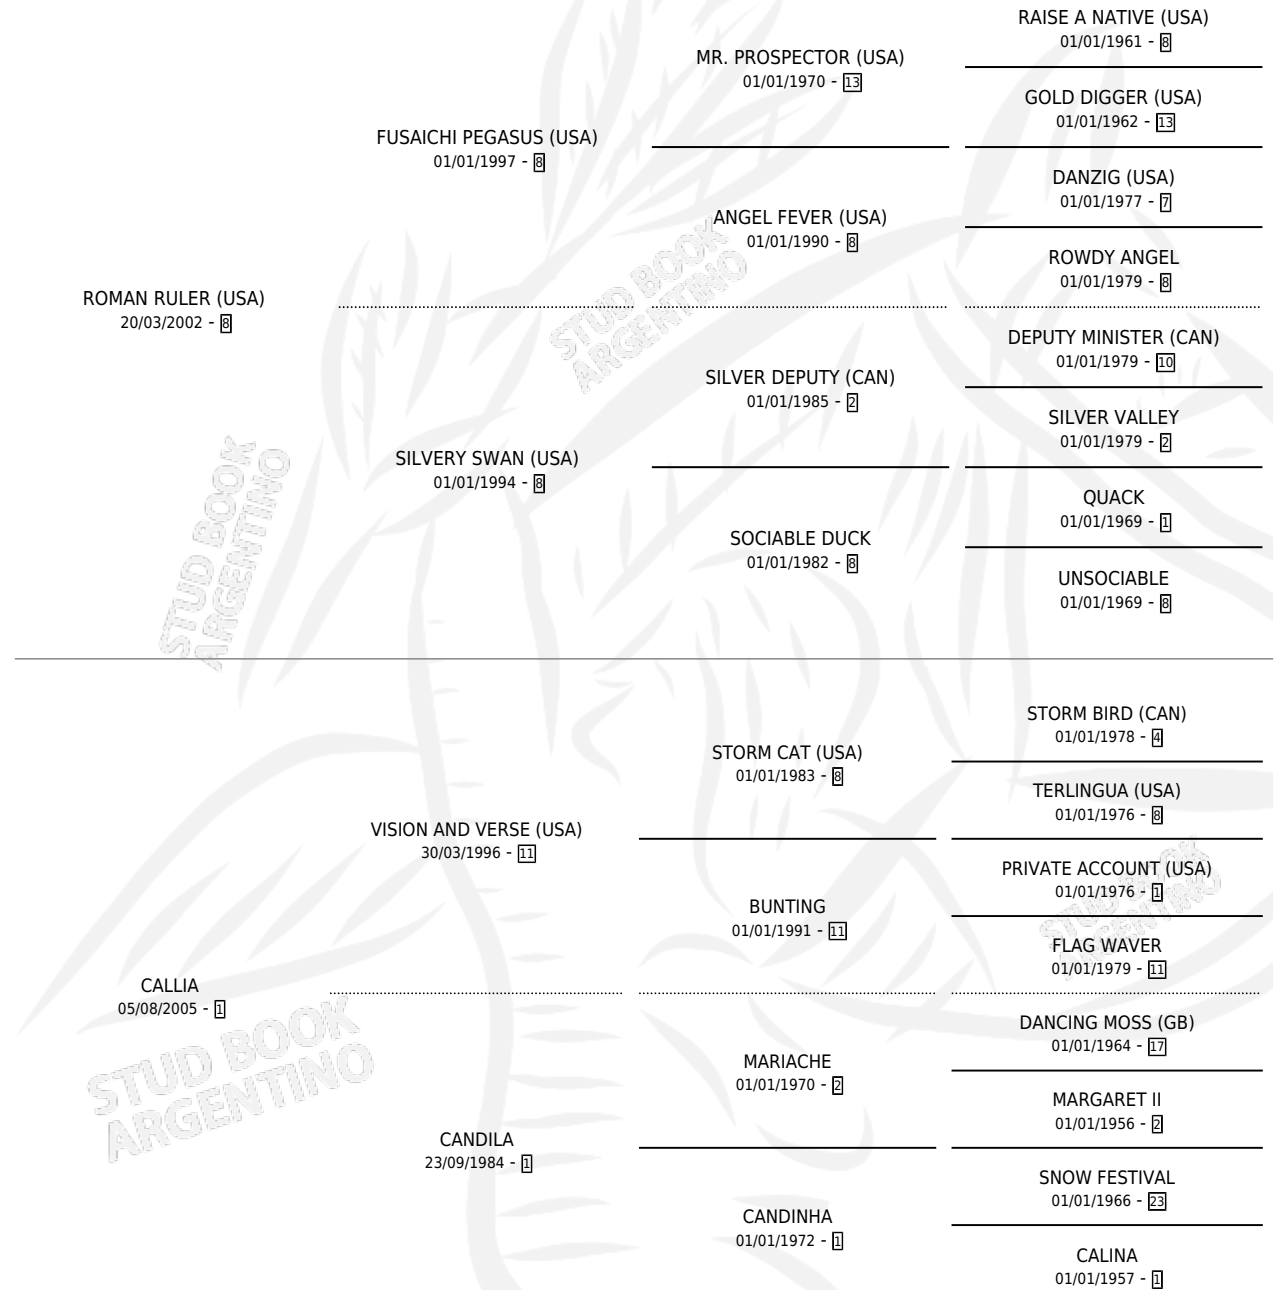 RAISE A NATIVE (USA)
01/01/1961 - 8
MR. PROSPECTOR (USA)
01/01/1970 - 13
GOLD DIGGER (USA)
01/01/1962 - 13
FUSAICHI PEGASUS (USA)
01/01/1997 - 8
DANZIG (USA)
01/01/1977 - 7
ANGEL FEVER (USA)
01/01/1990 - 8
ROWDY ANGEL
01/01/1979 - 8
ROMAN RULER (USA)
20/03/2002 - 8
STUD BOOK
ARGENTINO
DEPUTY MINISTER (CAN)
01/01/1979 - 10
SILVER DEPUTY (CAN)
01/01/1985 - 2
SILVER VALLEY
01/01/1979 - 2
SILVERY SWAN (USA)
01/01/1994 - 8
QUACK
01/01/1969 - 1
SOCIABLE DUCK
01/01/1982 - 8
UNSOCIABLE
01/01/1969 - 8
STUD BOOK
ARGENTINO
STORM BIRD (CAN)
01/01/1978 - 4
STORM CAT (USA)
01/01/1983 - 8
TERLINGUA (USA)
01/01/1976 - 8
VISION AND VERSE (USA)
30/03/1996 - 11
PRIVATE ACCOUNT (USA)
01/01/1976 - 1
BUNTING
01/01/1991 - 11
STUD BOOK
ARGENTINO
FLAG WAVER
01/01/1979 - 11
CALLIA
05/08/2005 - 1
DANCING MOSS (GB)
01/01/1964 - 17
MARIACHE
01/01/1970 - 2
STUD BOOK
ARGENTINO
MARGARET II
01/01/1956 - 2
CANDILA
23/09/1984 - 1
SNOW FESTIVAL
01/01/1966 - 23
CANDINHA
01/01/1972 - 1
CALINA
01/01/1957 - 1